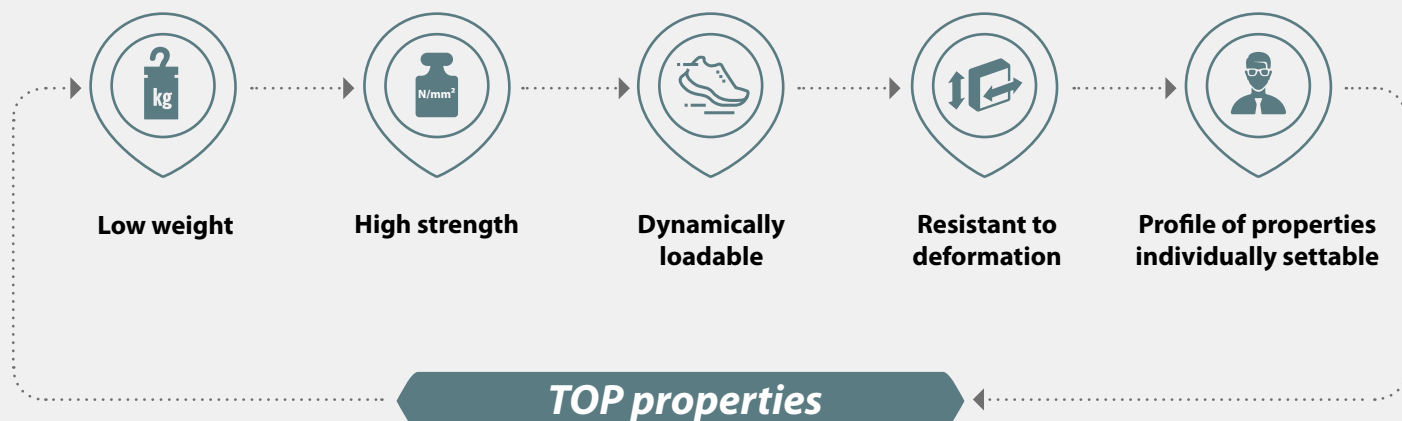 kg
N/mm²
Low weight
High strength
Dynamically
loadable
Resistant to
deformation
Profile of properties
individually settable
TOP properties